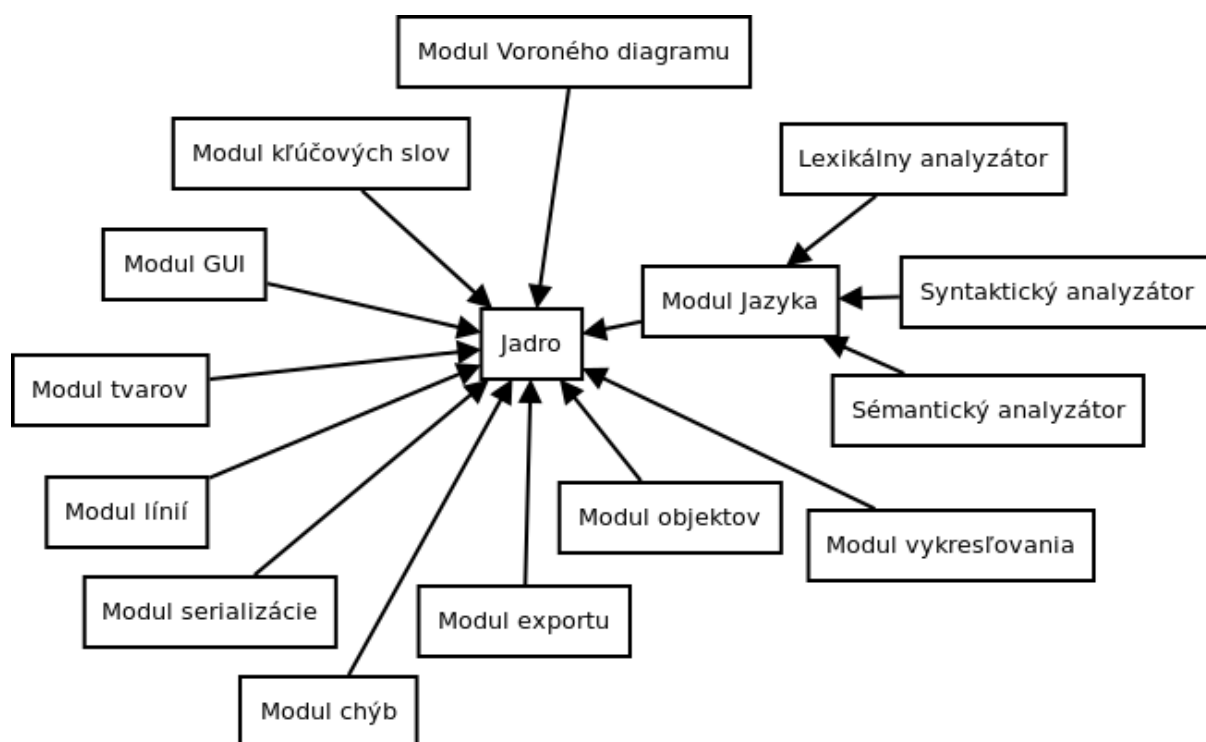 Modul Voroného diagramu
Modul kľúčových slov
Lexikálny analyzátor
Modul GUI
Syntaktický analyzátor
Modul Jazyka
Jadro
Modul tvarov
Sémantický analyzátor
Modul línií
Modul objektov
Modul vykresľovania
Modul serializácie
Modul exportu
Modul chýb